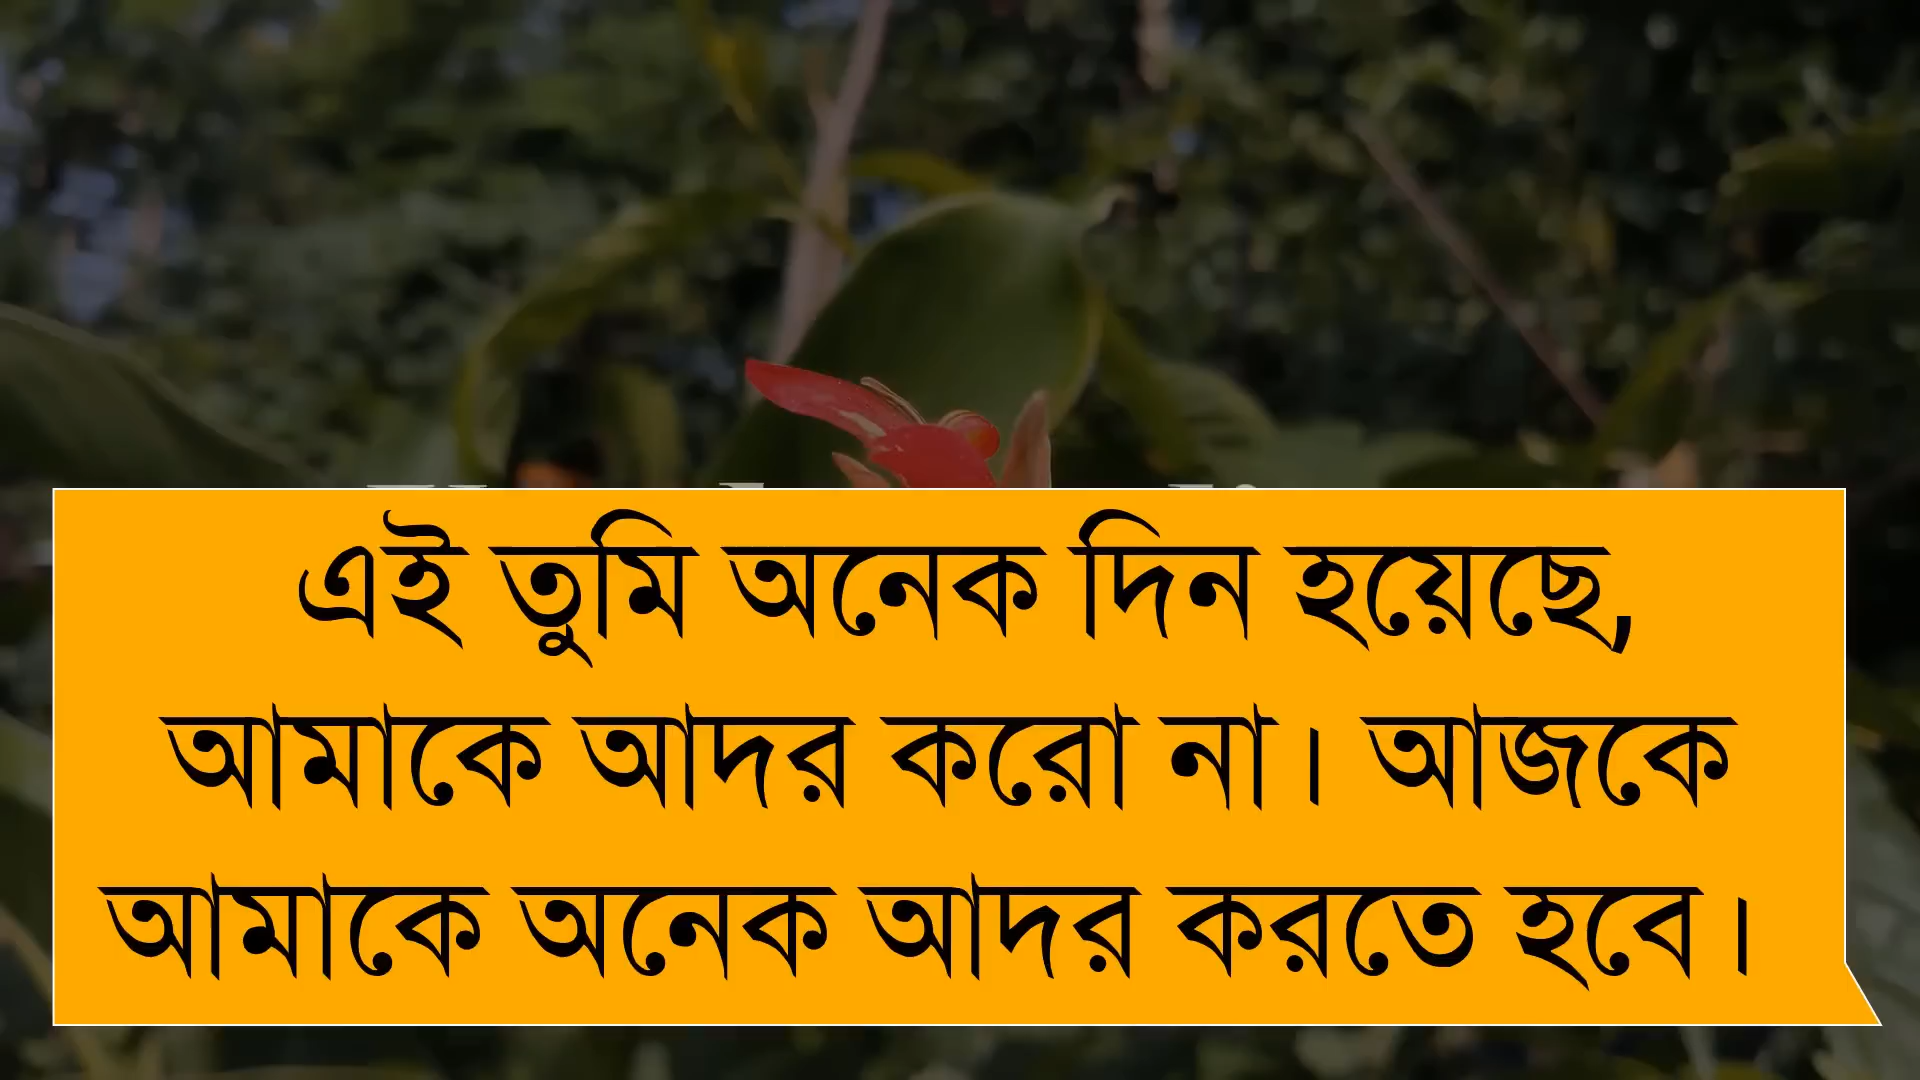 এই তুমি অনেক দিন হয়েছে,
আমাকে আদর করো না। আজকে
আমাকে অনেক আদর করতে হবে।